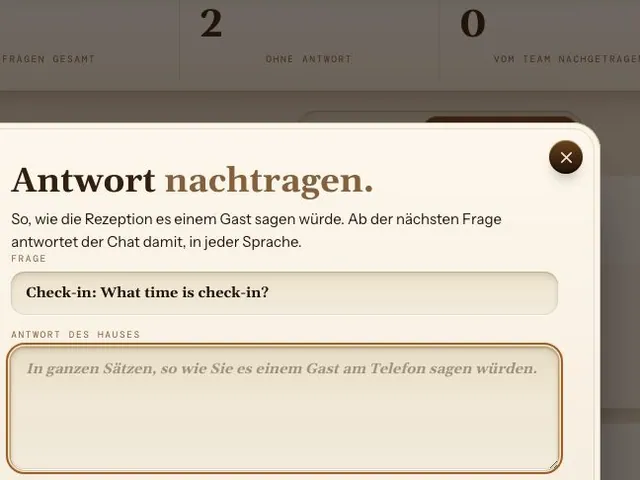 2
0
FRAGEN GESAMT
OHNE ANTWORT
VOM TEAM NACHGETRAGEN
Antwort nachtragen.
So, wie die Rezeption es einem Gast sagen würde. Ab der nächsten Frage
antwortet der Chat damit, in jeder Sprache.
FRAGE
Check-in: What time is check-in?
ANTWORT DES HAUSES
In ganzen Sätzen, so wie Sie es einem Gast am Telefon sagen würden.